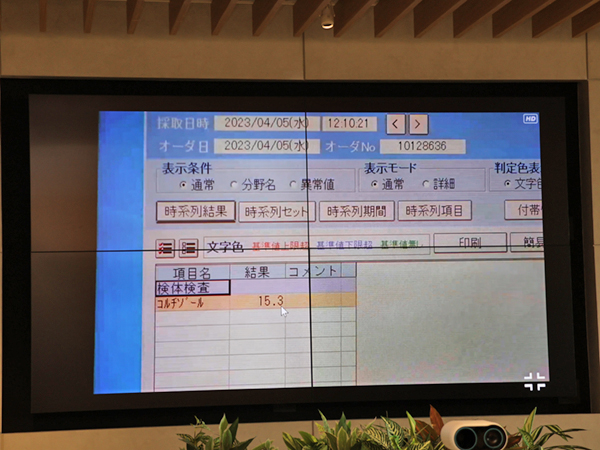 HD
採取日時 2023/04/05(水) 12:10.21 < >
オーダ日 2023/04/05(水) オーダNo 10128636
表示条件 表示モード 判定色表
通常 分野名 異常値 通常 詳細 文字色
時系列結果 時系列セット 時系列期間 時系列項目 付帯
文字色 基準値上限超 基準値下限超 基準値無し 印刷 簡易
項目名 結果 コメント
検体検査
コルチゾール 15.3